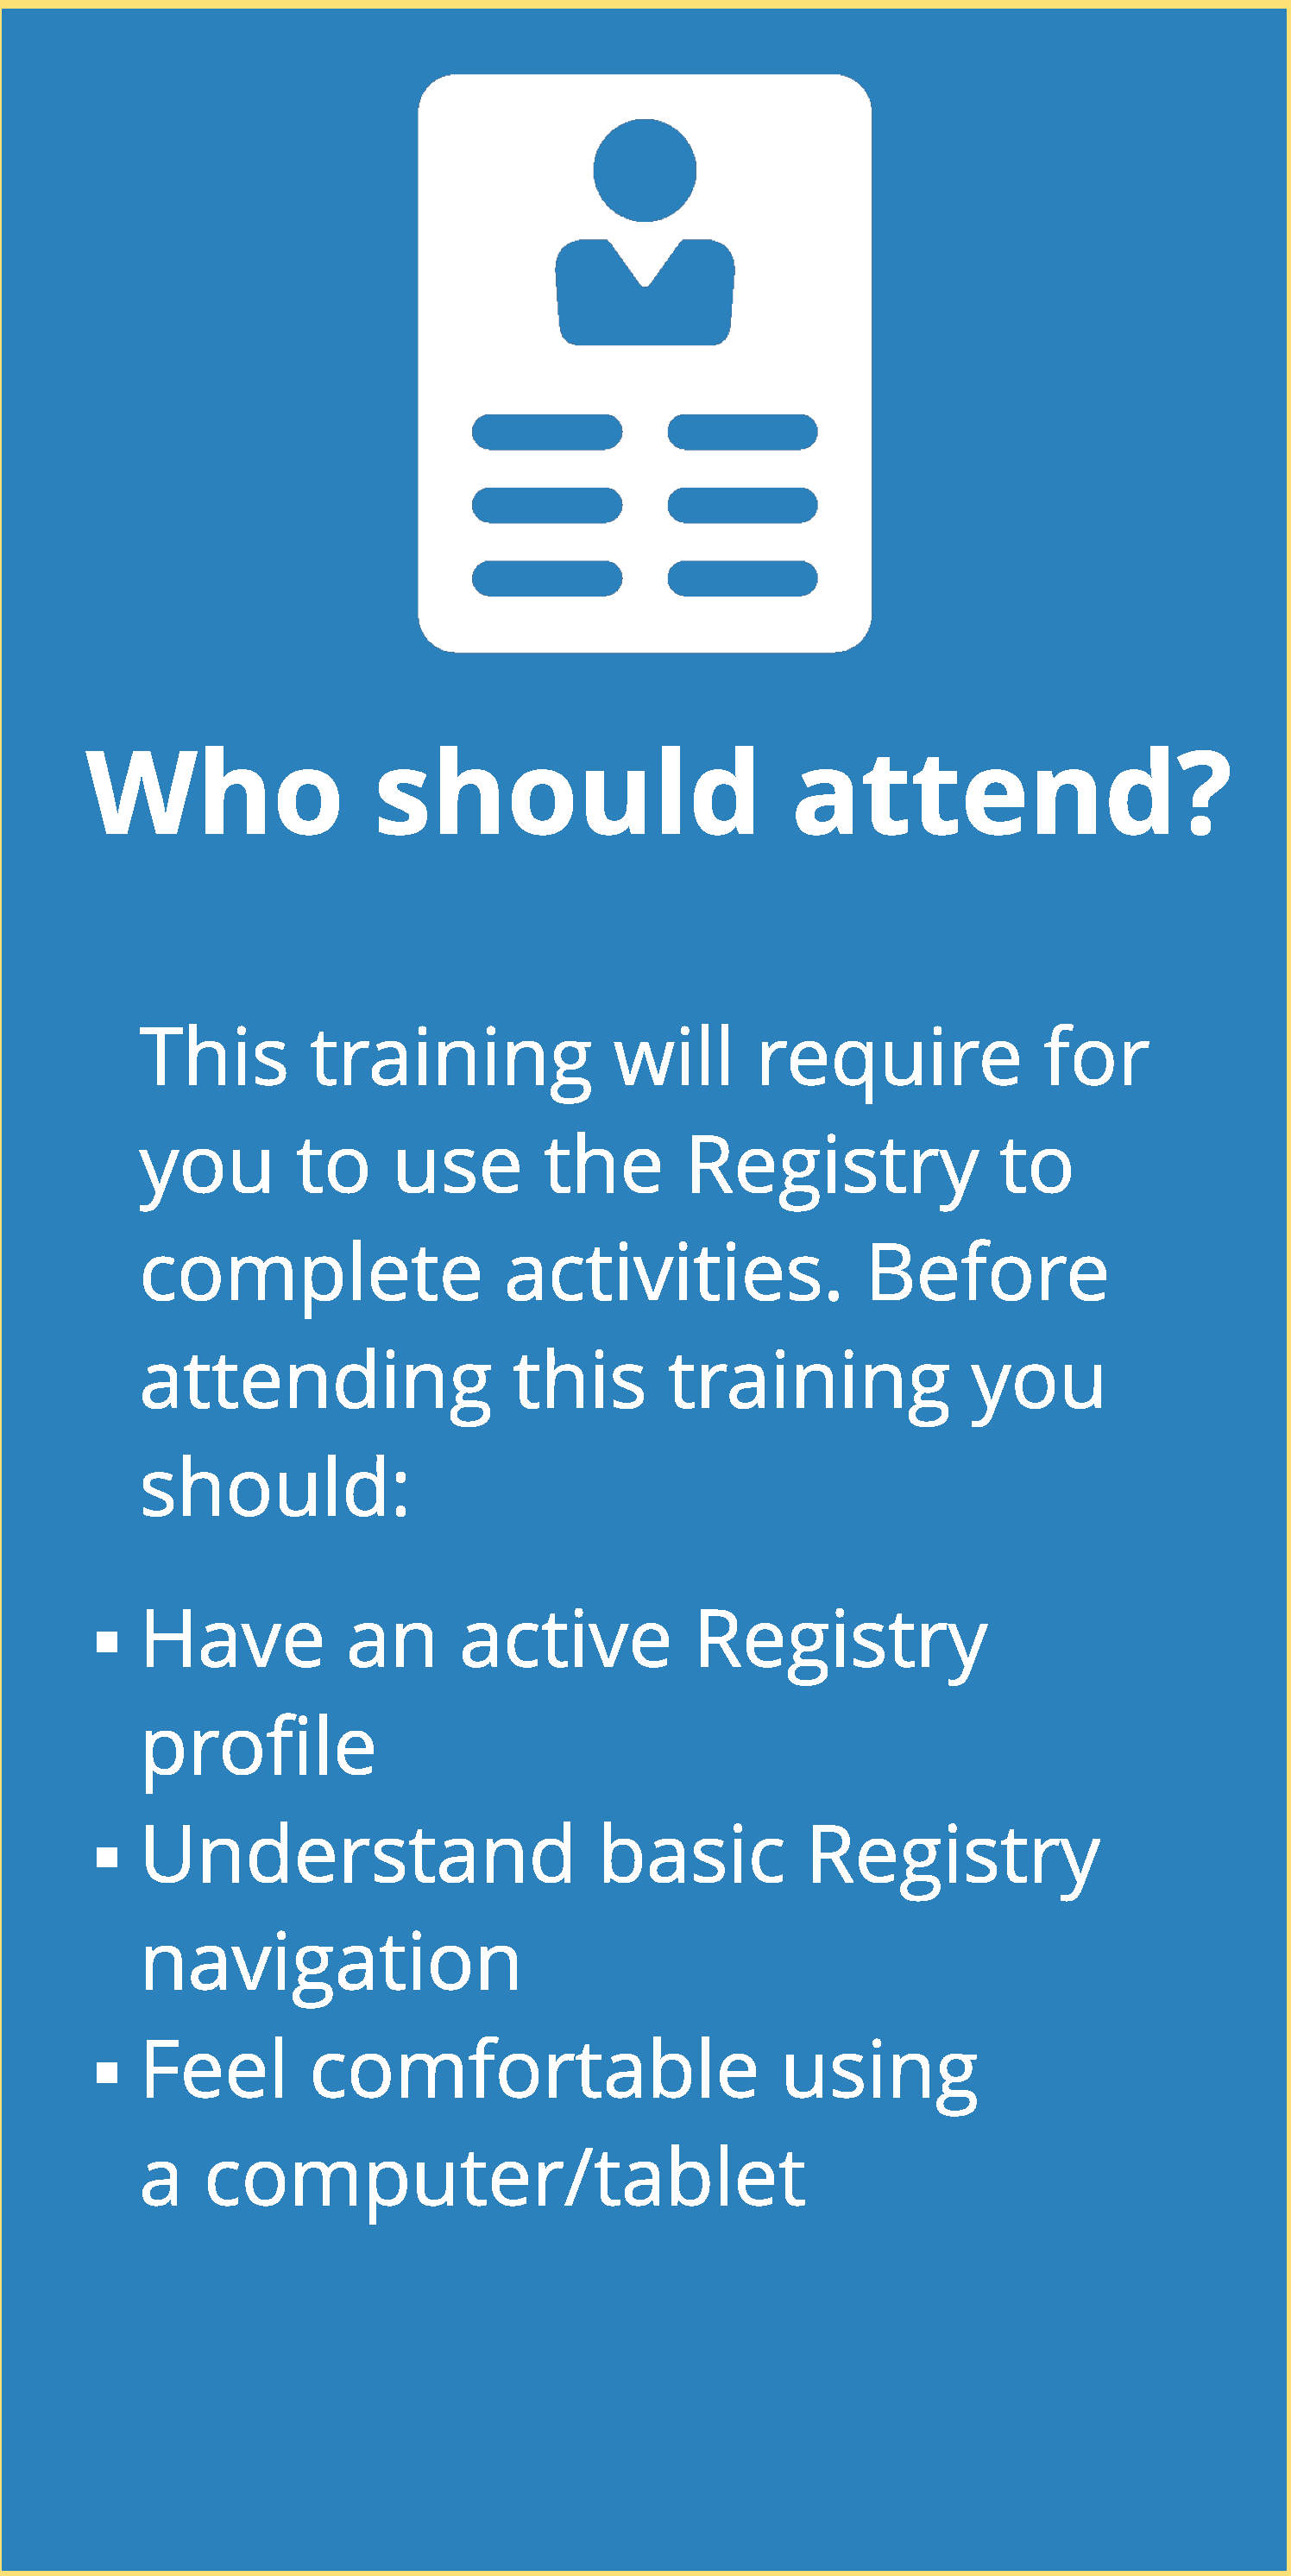 Who should attend?
This training will require for
you to use the Registry to
complete activities. Before
attending this training you
should:
▪ Have an active Registry
profile
▪ Understand basic Registry
navigation
▪ Feel comfortable using
a computer/tablet